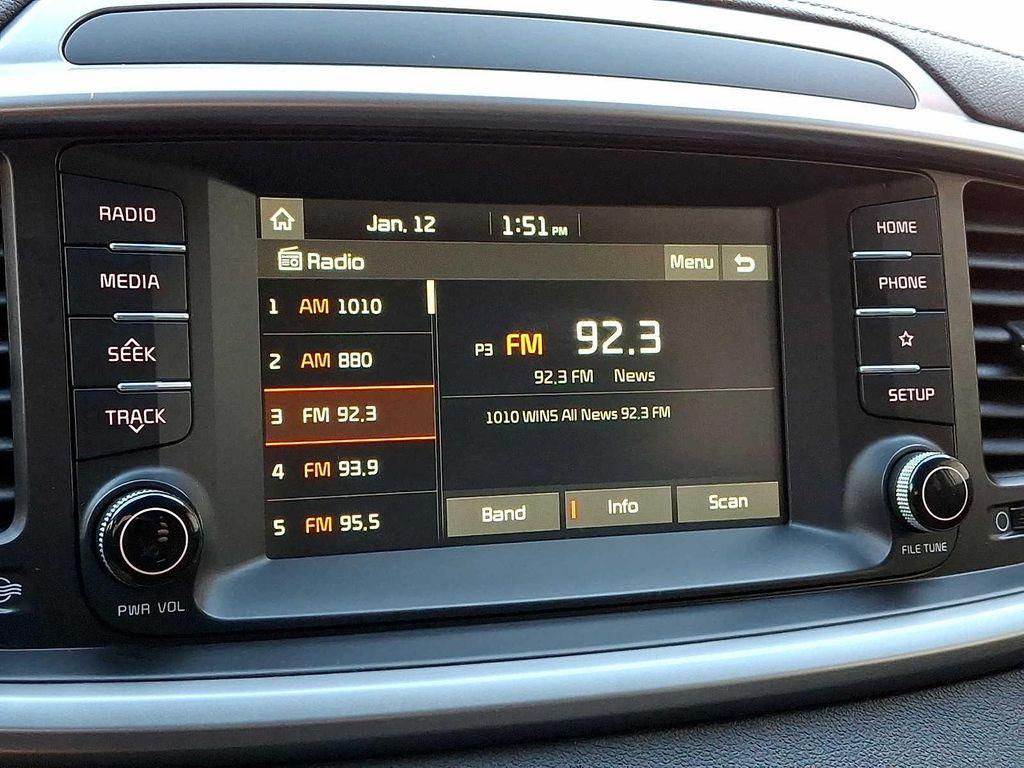 RADIO
MEDIA
SEEK
TRACK
PWR VOL
Jan. 12 1:51 PM
Radio Menu
1 AM 1010
2 AM 880
3 FM 92.3
4 FM 93.9
5 FM 95.5
P3 FM 92.3
92.3 FM News
1010 WINS All News 92.3 FM
Band Info Scan
HOME
PHONE
SETUP
FILE TUNE